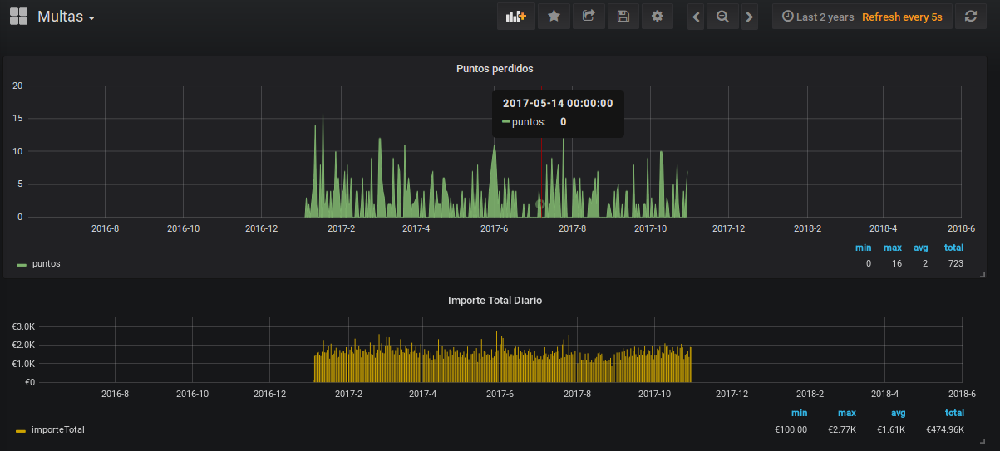 Multas
Last 2 years Refresh every 5s
Puntos perdidos
20
15
10
5
0
2017-05-14 00:00:00
puntos: 0
2016-8 2016-10 2016-12 2017-2 2017-4 2017-6 2017-8 2017-10 2017-12 2018-2 2018-4 2018-6
min max avg total
puntos 0 16 2 723
Importe Total Diario
€3.0K
€2.0K
€1.0K
€0
2016-8 2016-10 2016-12 2017-2 2017-4 2017-6 2017-8 2017-10 2017-12 2018-2 2018-4 2018-6
min max avg total
importeTotal €100.00 €2.77K €1.61K €474.96K